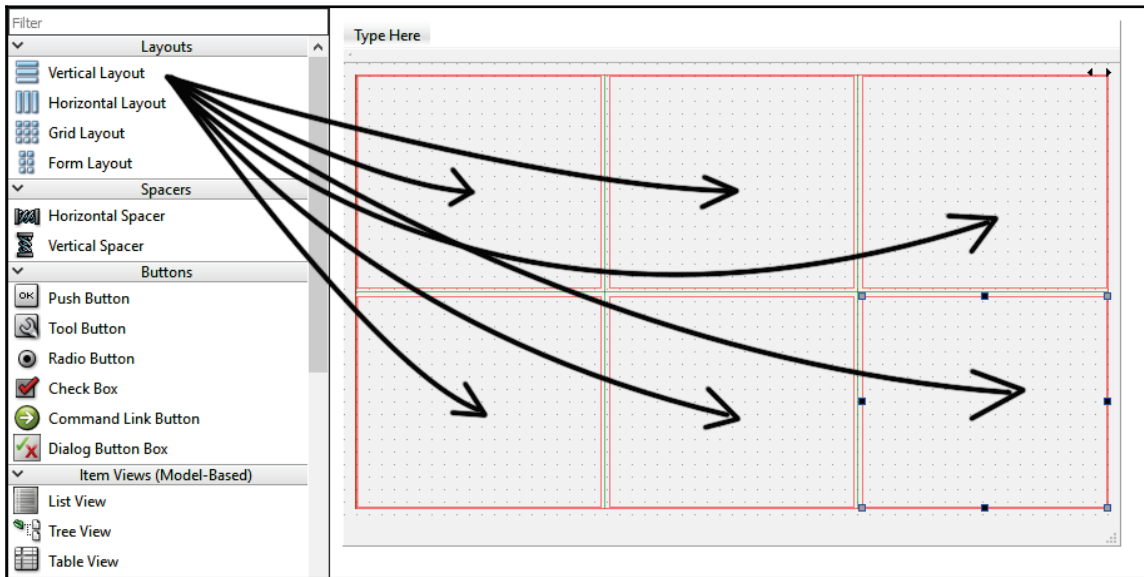 Filter
Layouts
Vertical Layout
Horizontal Layout
Grid Layout
Form Layout
Spacers
Horizontal Spacer
Vertical Spacer
Buttons
OK Push Button
Tool Button
Radio Button
Check Box
Command Link Button
Dialog Button Box
Item Views (Model-Based)
List View
Tree View
Table View
Type Here